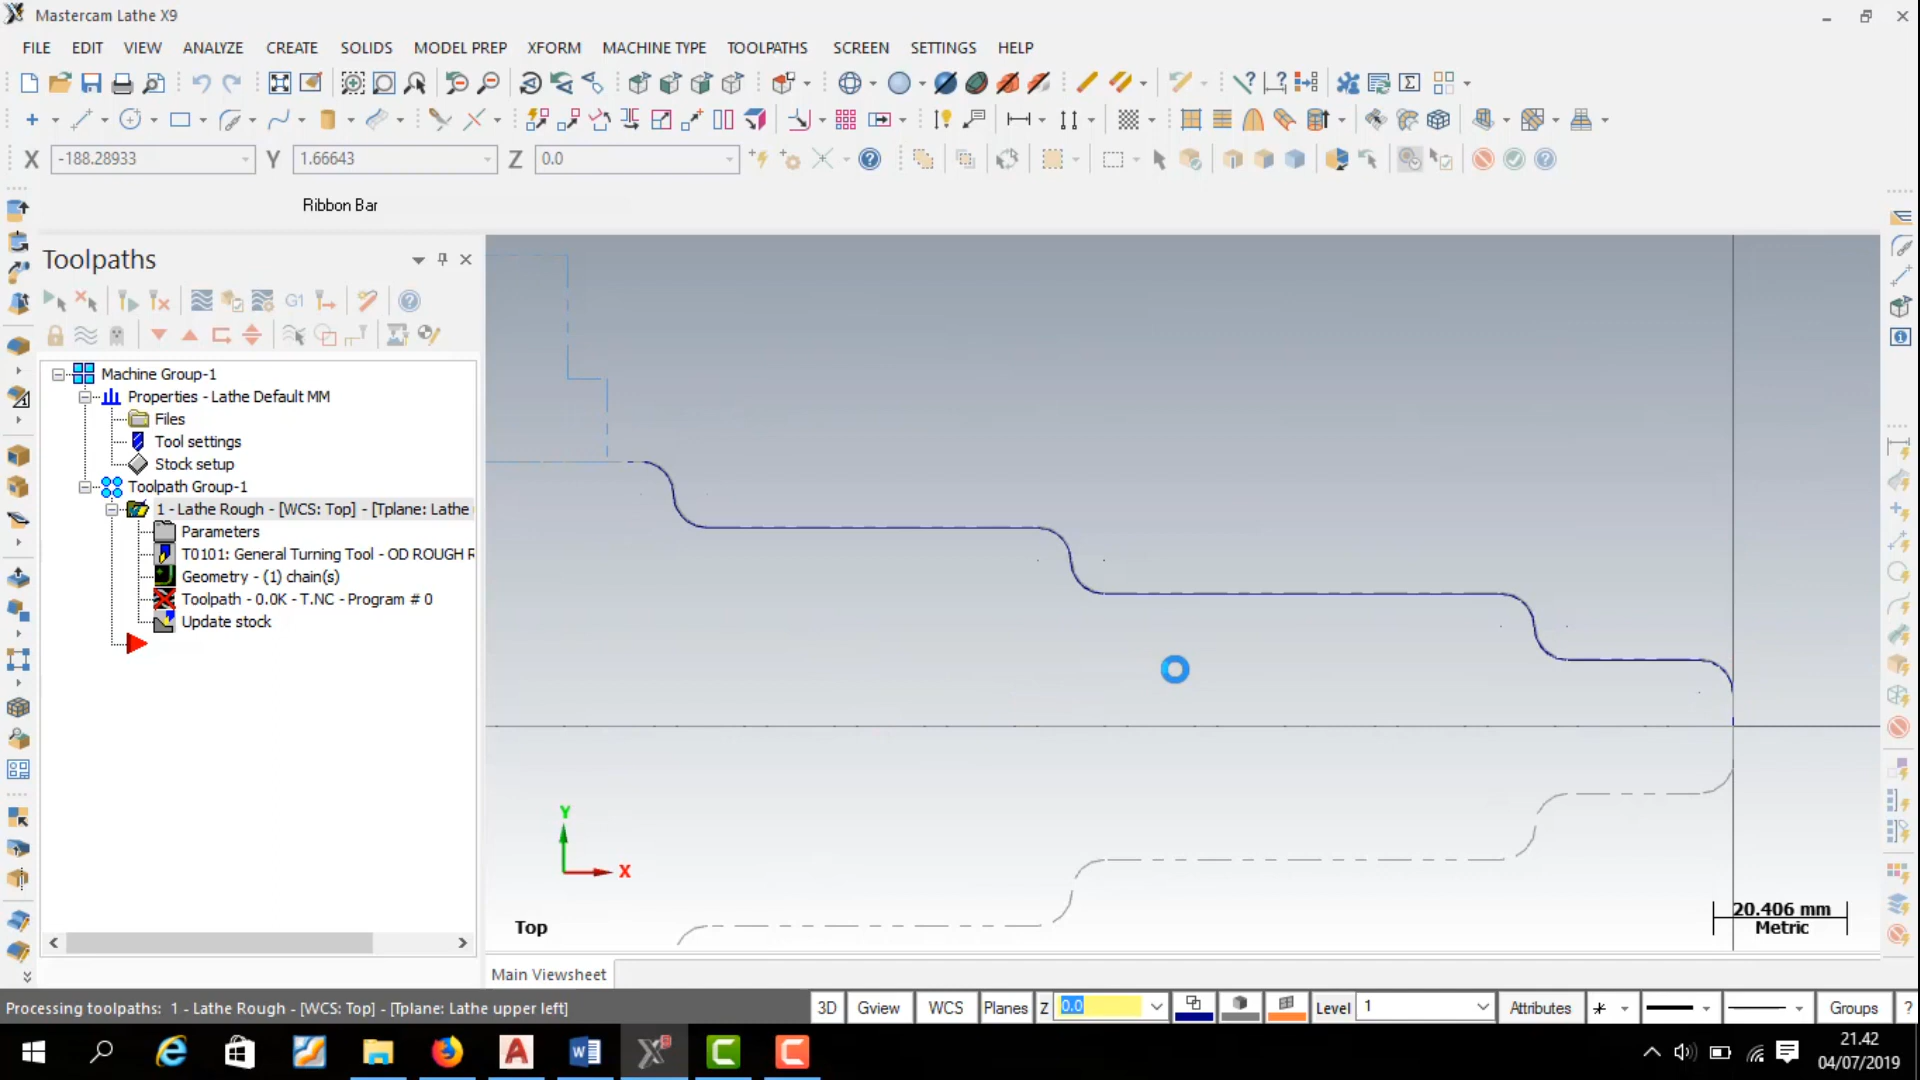 Mastercam Lathe X9
FILE EDIT VIEW ANALYZE CREATE SOLIDS MODEL PREP XFORM MACHINE TYPE TOOLPATHS SCREEN SETTINGS HELP
X -188.28933 Y 1.66643 Z 0.0
Ribbon Bar
Toolpaths
G1
Machine Group-1
Properties - Lathe Default MM
Files
Tool settings
Stock setup
Toolpath Group-1
1 - Lathe Rough - [WCS: Top] - [Tplane: Lathe
Parameters
T0101: General Turning Tool - OD ROUGH R
Geometry - (1) chain(s)
Toolpath - 0.0K - T.NC - Program # 0
Update stock
Y
X
Top
20.406 mm
Metric
Main Viewsheet
Processing toolpaths: 1 - Lathe Rough - [WCS: Top] - [Tplane: Lathe upper left]
3D Gview WCS Planes Z 0.0 Level 1 Attributes Groups ?
21.42
04/07/2019